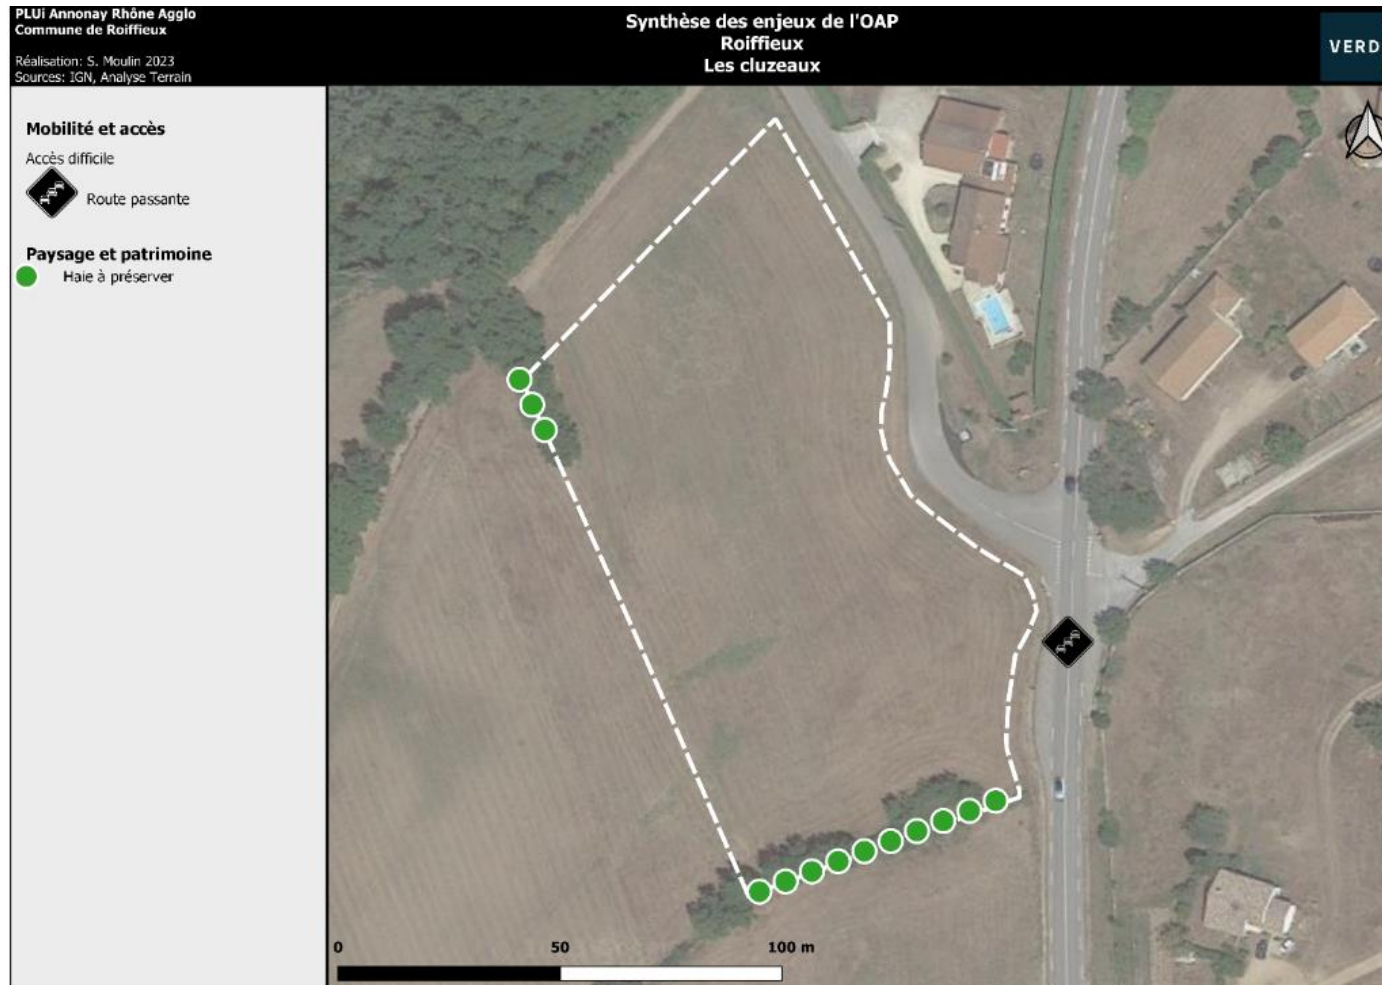 PLUi Annonay Rhône Agglo
Commune de Roiffieux
Réalisation: S. Moulin 2023
Sources: IGN, Analyse Terrain
Synthèse des enjeux de l'OAP
Roiffieux
Les cluzeaux
VERD
Mobilité et accès
Accès difficile
Route passante
Paysage et patrimoine
Haie à préserver
0 50 100 m